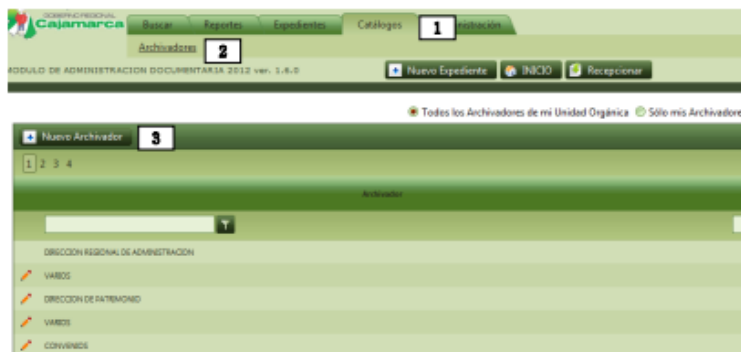 GOBIERNO REGIONAL
Cajamarca
Buscar Reportes Expedientes Catálogos 1 ministración
Archivadores 2
MODULO DE ADMINISTRACION DOCUMENTARIA 2012 ver. 1.6.0
Nuevo Expediente INICIO Recepcionar
Todos los Archivadores de mi Unidad Orgánica Sólo mis Archivadore
Nuevo Archivador 3
1 2 3 4
Archivador
DIRECCION REGIONAL DE ADMINISTRACION
VARIOS
DIRECCION DE PATRIMONIO
VARIOS
CONVENIOS